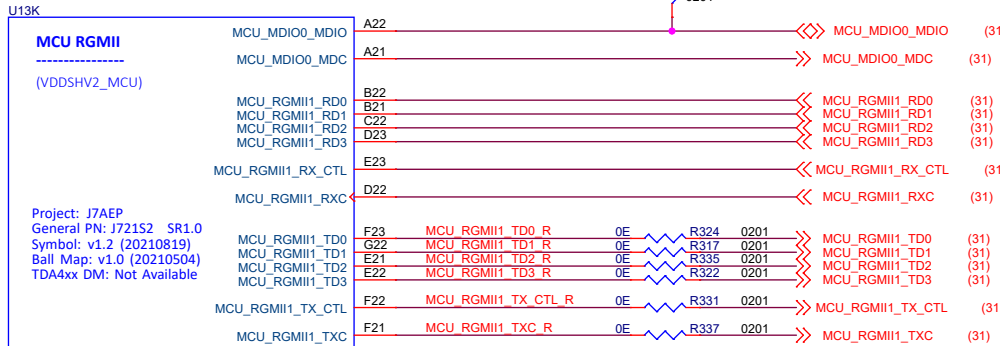 0201
U13K
MCU RGMII
----------------
(VDDSHV2_MCU)
MCU_MDIO0_MDIO A22 MCU_MDIO0_MDIO (31
MCU_MDIO0_MDC A21 MCU_MDIO0_MDC (31)
MCU_RGMII1_RD0 B22 MCU_RGMII1_RD0 (31)
MCU_RGMII1_RD1 B21 MCU_RGMII1_RD1 (31)
MCU_RGMII1_RD2 C22 MCU_RGMII1_RD2 (31)
MCU_RGMII1_RD3 D23 MCU_RGMII1_RD3 (31)
MCU_RGMII1_RX_CTL E23 MCU_RGMII1_RX_CTL (31
MCU_RGMII1_RXC D22 MCU_RGMII1_RXC (31)
Project: J7AEP
General PN: J721S2 SR1.0
Symbol: v1.2 (20210819)
Ball Map: v1.0 (20210504)
TDA4xx DM: Not Available
MCU_RGMII1_TD0 F23 MCU_RGMII1_TD0_R 0E R324 0201 MCU_RGMII1_TD0 (31)
MCU_RGMII1_TD1 G22 MCU_RGMII1_TD1_R 0E R317 0201 MCU_RGMII1_TD1 (31)
MCU_RGMII1_TD2 E21 MCU_RGMII1_TD2_R 0E R335 0201 MCU_RGMII1_TD2 (31)
MCU_RGMII1_TD3 E22 MCU_RGMII1_TD3_R 0E R322 0201 MCU_RGMII1_TD3 (31)
MCU_RGMII1_TX_CTL F22 MCU_RGMII1_TX_CTL_R 0E R331 0201 MCU_RGMII1_TX_CTL (31
MCU_RGMII1_TXC F21 MCU_RGMII1_TXC_R 0E R337 0201 MCU_RGMII1_TXC (31)